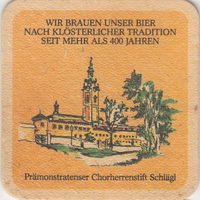 WIR BRAUEN UNSER BIER
NACH KLÖSTERLICHER TRADITION
SEIT MEHR ALS 400 JAHREN
Prämonstratenser Chorherrenstift Schlägl